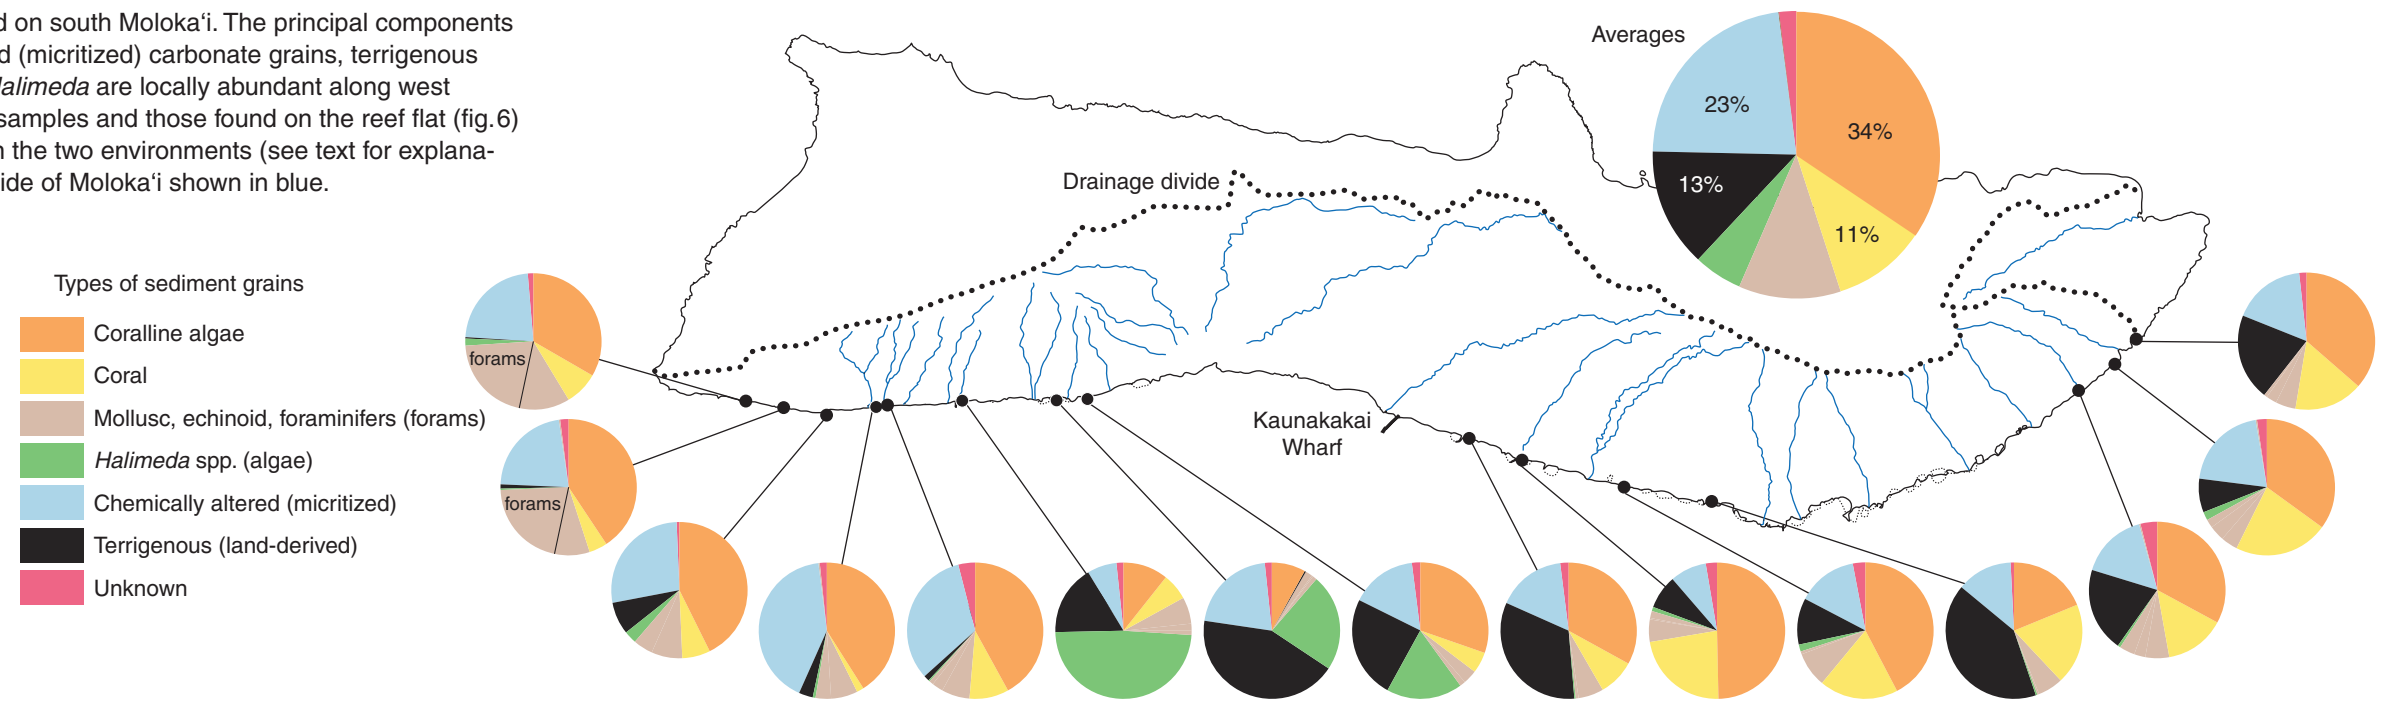 d on south Molokaʻi. The principal components
d (micritized) carbonate grains, terrigenous
alimeda are locally abundant along west
samples and those found on the reef flat (fig.6)
n the two environments (see text for explana-
ide of Molokaʻi shown in blue.
Averages
23%
34%
13%
11%
Drainage divide
Types of sediment grains
Coralline algae
Coral
Mollusc, echinoid, foraminifers (forams)
Halimeda spp. (algae)
Chemically altered (micritized)
Terrigenous (land-derived)
Unknown
forams
forams
Kaunakakai
Wharf